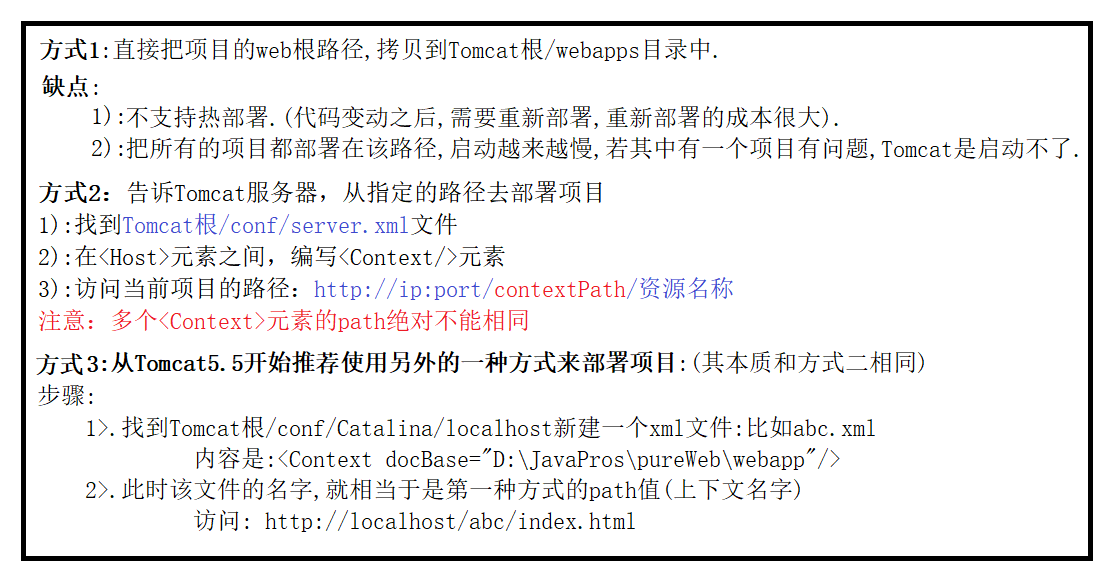 方式1:直接把项目的web根路径,拷贝到Tomcat根/webapps目录中.
缺点:
1):不支持热部署.(代码变动之后,需要重新部署,重新部署的成本很大).
2):把所有的项目都部署在该路径,启动越来越慢,若其中有一个项目有问题,Tomcat是启动不了.
方式2：告诉Tomcat服务器，从指定的路径去部署项目
1):找到Tomcat根/conf/server.xml文件
2):在<Host>元素之间，编写<Context/>元素
3):访问当前项目的路径：http://ip:port/contextPath/资源名称
注意：多个<Context>元素的path绝对不能相同
方式3:从Tomcat5.5开始推荐使用另外的一种方式来部署项目:(其本质和方式二相同)
步骤:
1>.找到Tomcat根/conf/Catalina/localhost新建一个xml文件:比如abc.xml
内容是:<Context docBase="D:\JavaPros\pureWeb\webapp"/>
2>.此时该文件的名字,就相当于是第一种方式的path值(上下文名字)
访问: http://localhost/abc/index.html